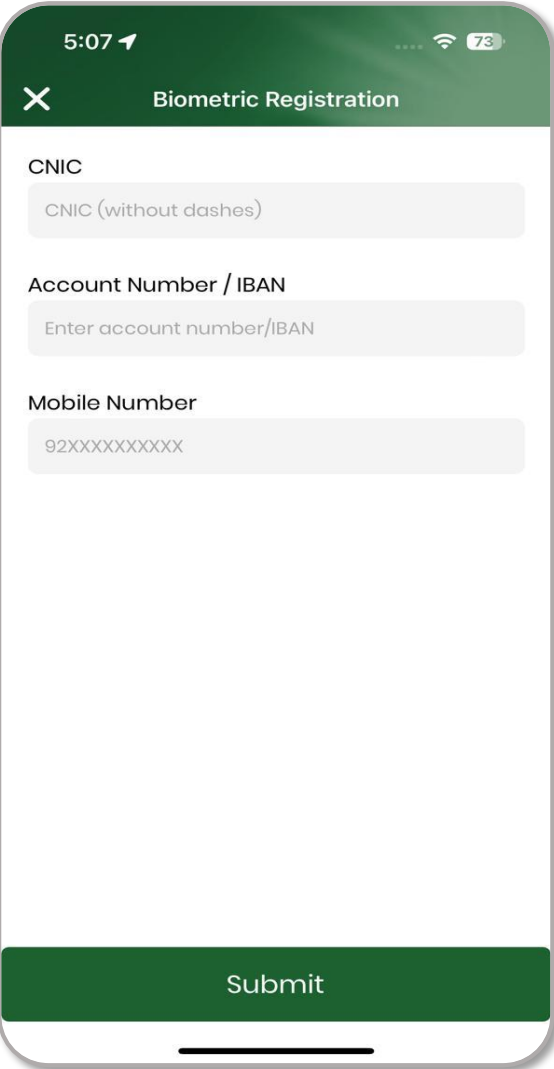 5:07
73
Biometric Registration
CNIC
CNIC (without dashes)
Account Number / IBAN
Enter account number/IBAN
Mobile Number
92XXXXXXXXXX
Submit